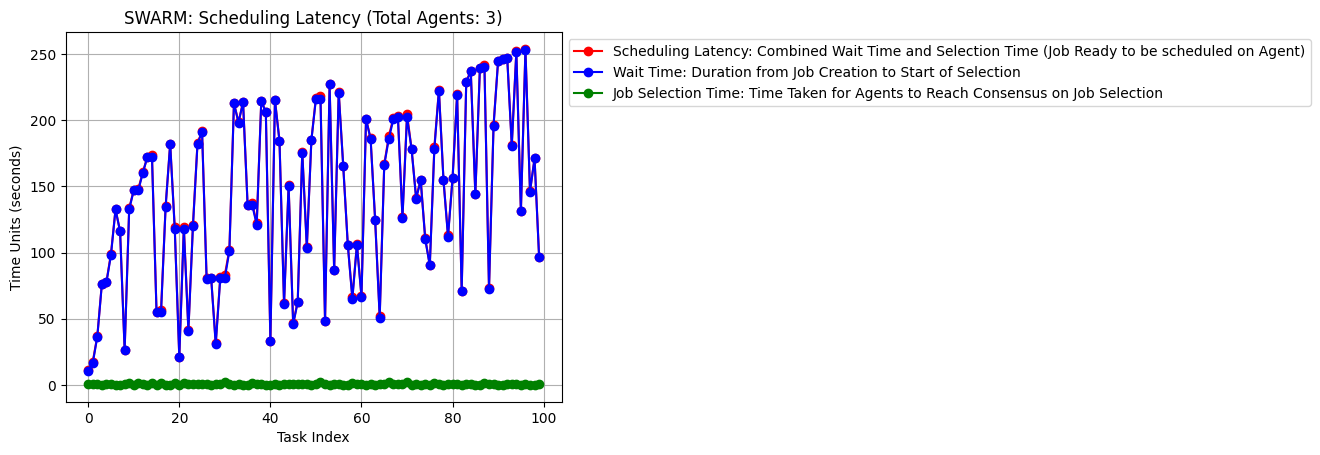 SWARM: Scheduling Latency (Total Agents: 3)
Scheduling Latency: Combined Wait Time and Selection Time (Job Ready to be scheduled on Agent)
Wait Time: Duration from Job Creation to Start of Selection
Job Selection Time: Time Taken for Agents to Reach Consensus on Job Selection
Time Units (seconds)
250
200
150
100
50
0
0 20 40 60 80 100
Task Index